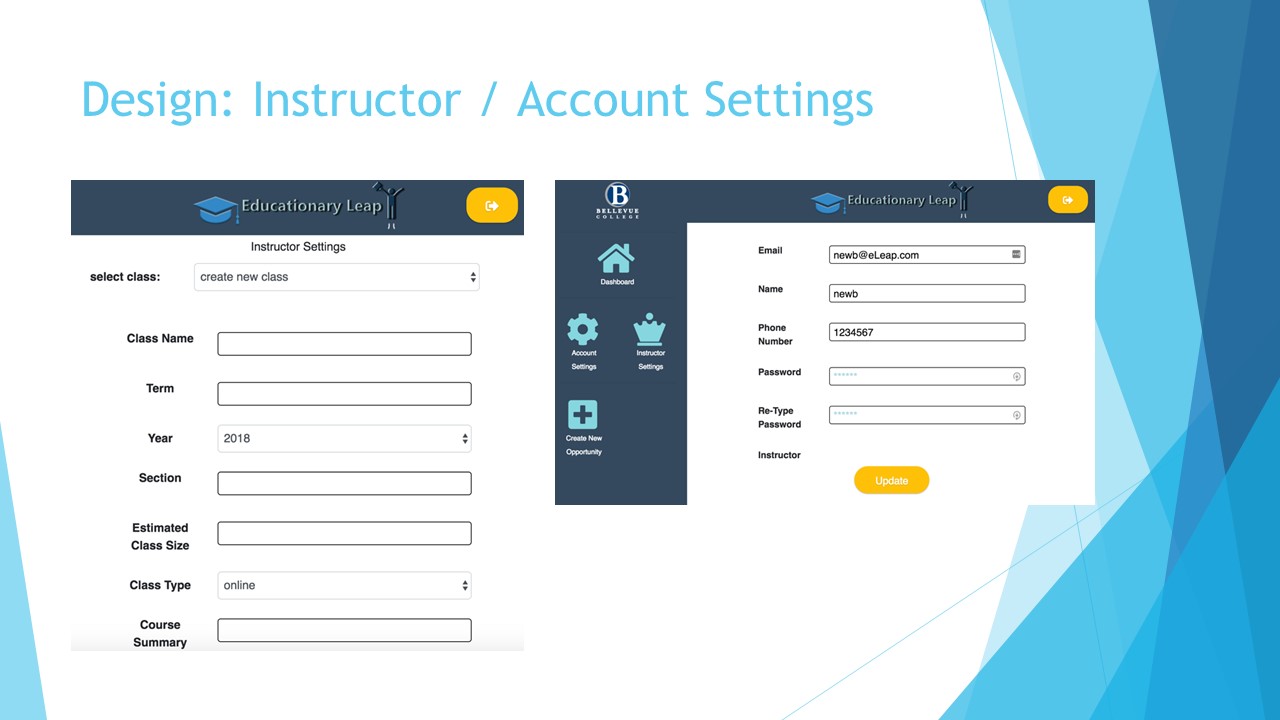 Design: Instructor / Account Settings
Educationary Leap
Instructor Settings
select class:
create new class
Class Name
Term
Year
2018
Section
Estimated
Class Size
Class Type
online
Course
Summary
B
BELLEVUE
COLLEGE
Educationary Leap
Dashboard
Account
Settings
Instructor
Settings
Create New
Opportunity
Email
newb@eLeap.com
Name
newb
Phone
Number
1234567
Password
******
Re-Type
Password
******
Instructor
Update